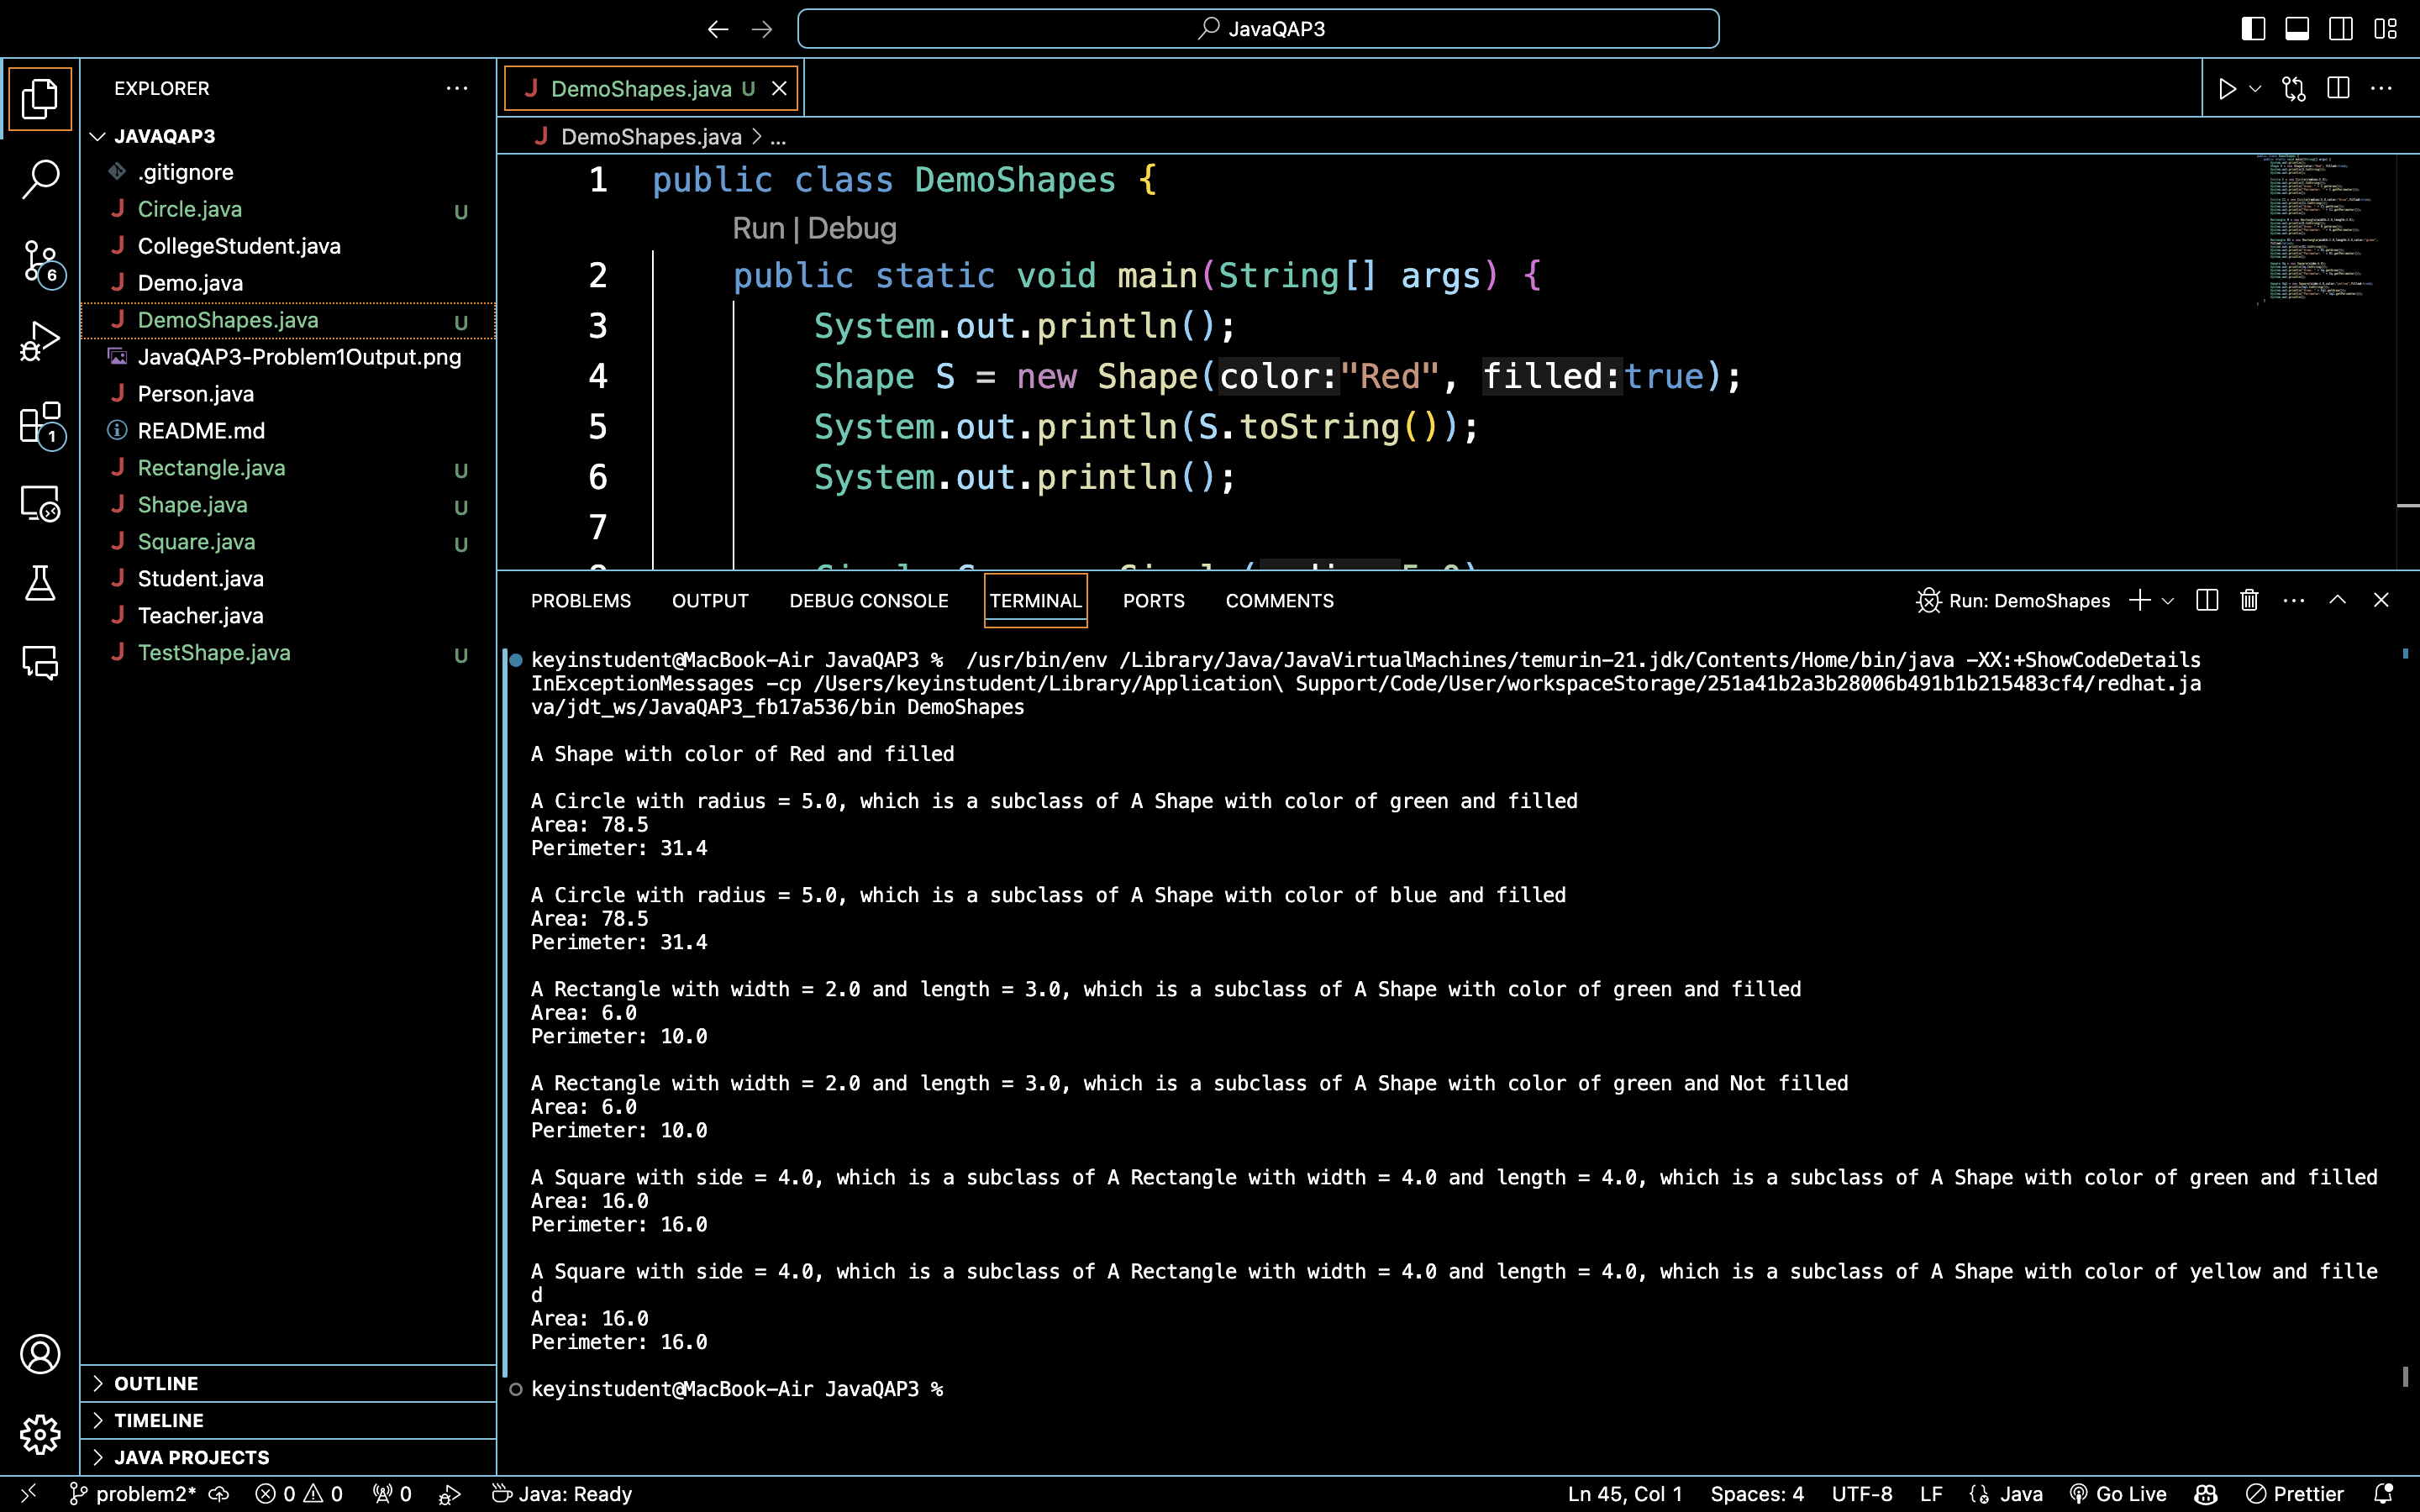 JavaQAP3
EXPLORER
JAVAQAP3
.gitignore
Circle.java U
CollegeStudent.java
Demo.java
DemoShapes.java U
JavaQAP3-Problem1Output.png
Person.java
README.md
Rectangle.java U
Shape.java U
Square.java U
Student.java
Teacher.java
TestShape.java U
6
1
OUTLINE
TIMELINE
JAVA PROJECTS
DemoShapes.java U
DemoShapes.java > ...
1 public class DemoShapes {
Run | Debug
2 public static void main(String[] args) {
3 System.out.println();
4 Shape S = new Shape(color:"Red", filled:true);
5 System.out.println(S.toString());
6 System.out.println();
7
PROBLEMS OUTPUT DEBUG CONSOLE TERMINAL PORTS COMMENTS
Run: DemoShapes
keyinstudent@MacBook-Air JavaQAP3 %  /usr/bin/env /Library/Java/JavaVirtualMachines/temurin-21.jdk/Contents/Home/bin/java -XX:+ShowCodeDetails
InExceptionMessages -cp /Users/keyinstudent/Library/Application\ Support/Code/User/workspaceStorage/251a41b2a3b28006b491b1b215483cf4/redhat.ja
va/jdt_ws/JavaQAP3_fb17a536/bin DemoShapes
A Shape with color of Red and filled
A Circle with radius = 5.0, which is a subclass of A Shape with color of green and filled
Area: 78.5
Perimeter: 31.4
A Circle with radius = 5.0, which is a subclass of A Shape with color of blue and filled
Area: 78.5
Perimeter: 31.4
A Rectangle with width = 2.0 and length = 3.0, which is a subclass of A Shape with color of green and filled
Area: 6.0
Perimeter: 10.0
A Rectangle with width = 2.0 and length = 3.0, which is a subclass of A Shape with color of green and Not filled
Area: 6.0
Perimeter: 10.0
A Square with side = 4.0, which is a subclass of A Rectangle with width = 4.0 and length = 4.0, which is a subclass of A Shape with color of green and filled
Area: 16.0
Perimeter: 16.0
A Square with side = 4.0, which is a subclass of A Rectangle with width = 4.0 and length = 4.0, which is a subclass of A Shape with color of yellow and fille
d
Area: 16.0
Perimeter: 16.0
keyinstudent@MacBook-Air JavaQAP3 %
problem2* 0 0 0 Java: Ready Ln 45, Col 1 Spaces: 4 UTF-8 LF Java Go Live Prettier